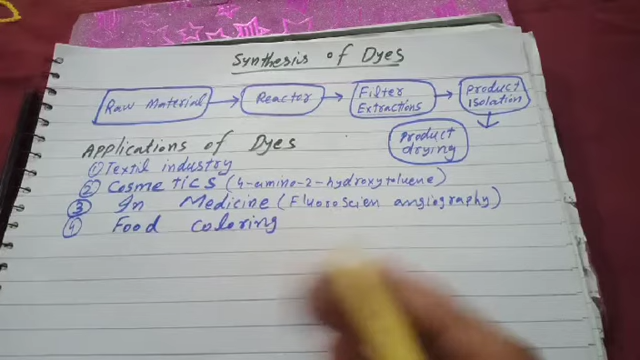 Synthesis of Dyes
Raw Material → Reactor → Filter Extractions → Product Isolation
Product drying
Applications of Dyes
① Textil industry
② Cosmetics (4-amino-2-hydroxytoluene)
③ In Medicine (Fluoroscien angiography)
④ Food coloring